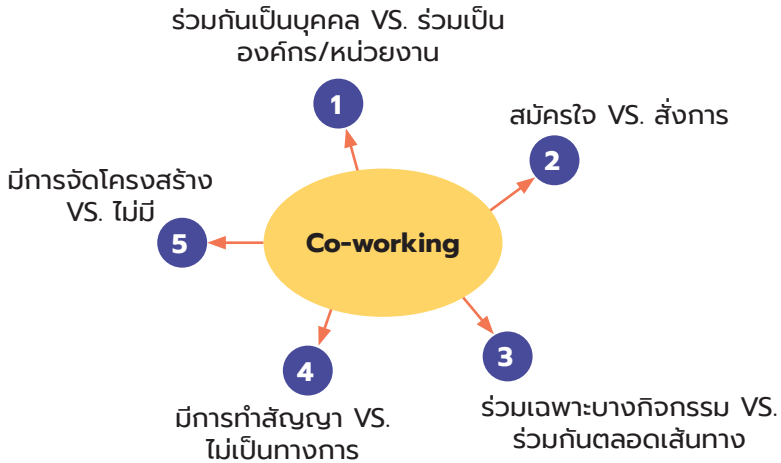 ร่วมกันเป็นบุคคล VS. ร่วมเป็น
องค์กร/หน่วยงาน
1
สมัครใจ VS. สั่งการ
2
มีการจัดโครงสร้าง
VS. ไม่มี
5
Co-working
3
ร่วมเฉพาะบางกิจกรรม VS.
ร่วมกันตลอดเส้นทาง
4
มีการทำสัญญา VS.
ไม่เป็นทางการ